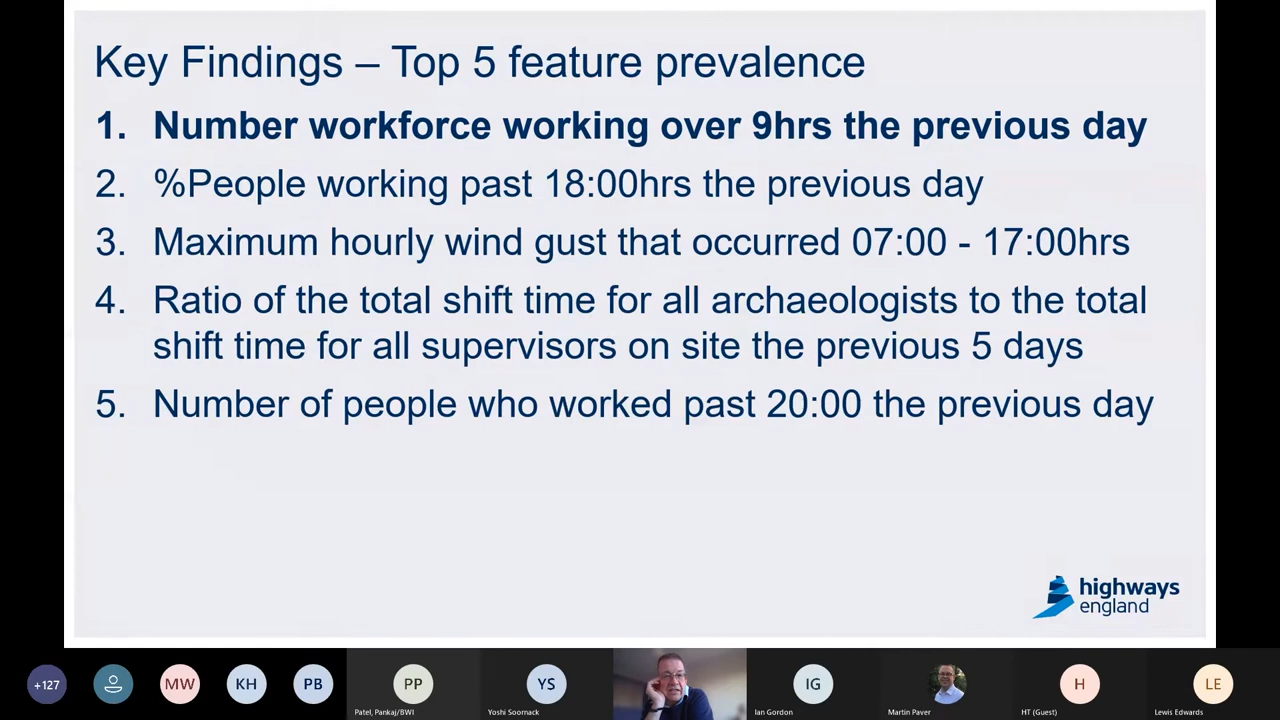 Key Findings – Top 5 feature prevalence
1. Number workforce working over 9hrs the previous day
2. %People working past 18:00hrs the previous day
3. Maximum hourly wind gust that occurred 07:00 - 17:00hrs
4. Ratio of the total shift time for all archaeologists to the total
shift time for all supervisors on site the previous 5 days
5. Number of people who worked past 20:00 the previous day
highways
england
+127
MW
KH
PB
PP
YS
IG
H
LE
Patel, Pankaj/BWI
Yoshi Soornack
Ian Gordon
Martin Paver
HT (Guest)
Lewis Edwards